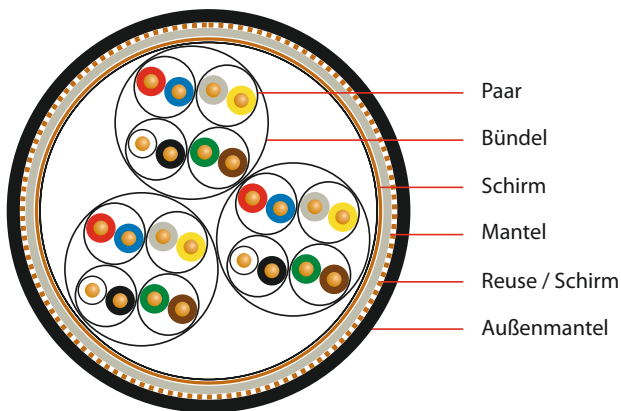 Paar
Bündel
Schirm
Mantel
Reuse / Schirm
Außenmantel